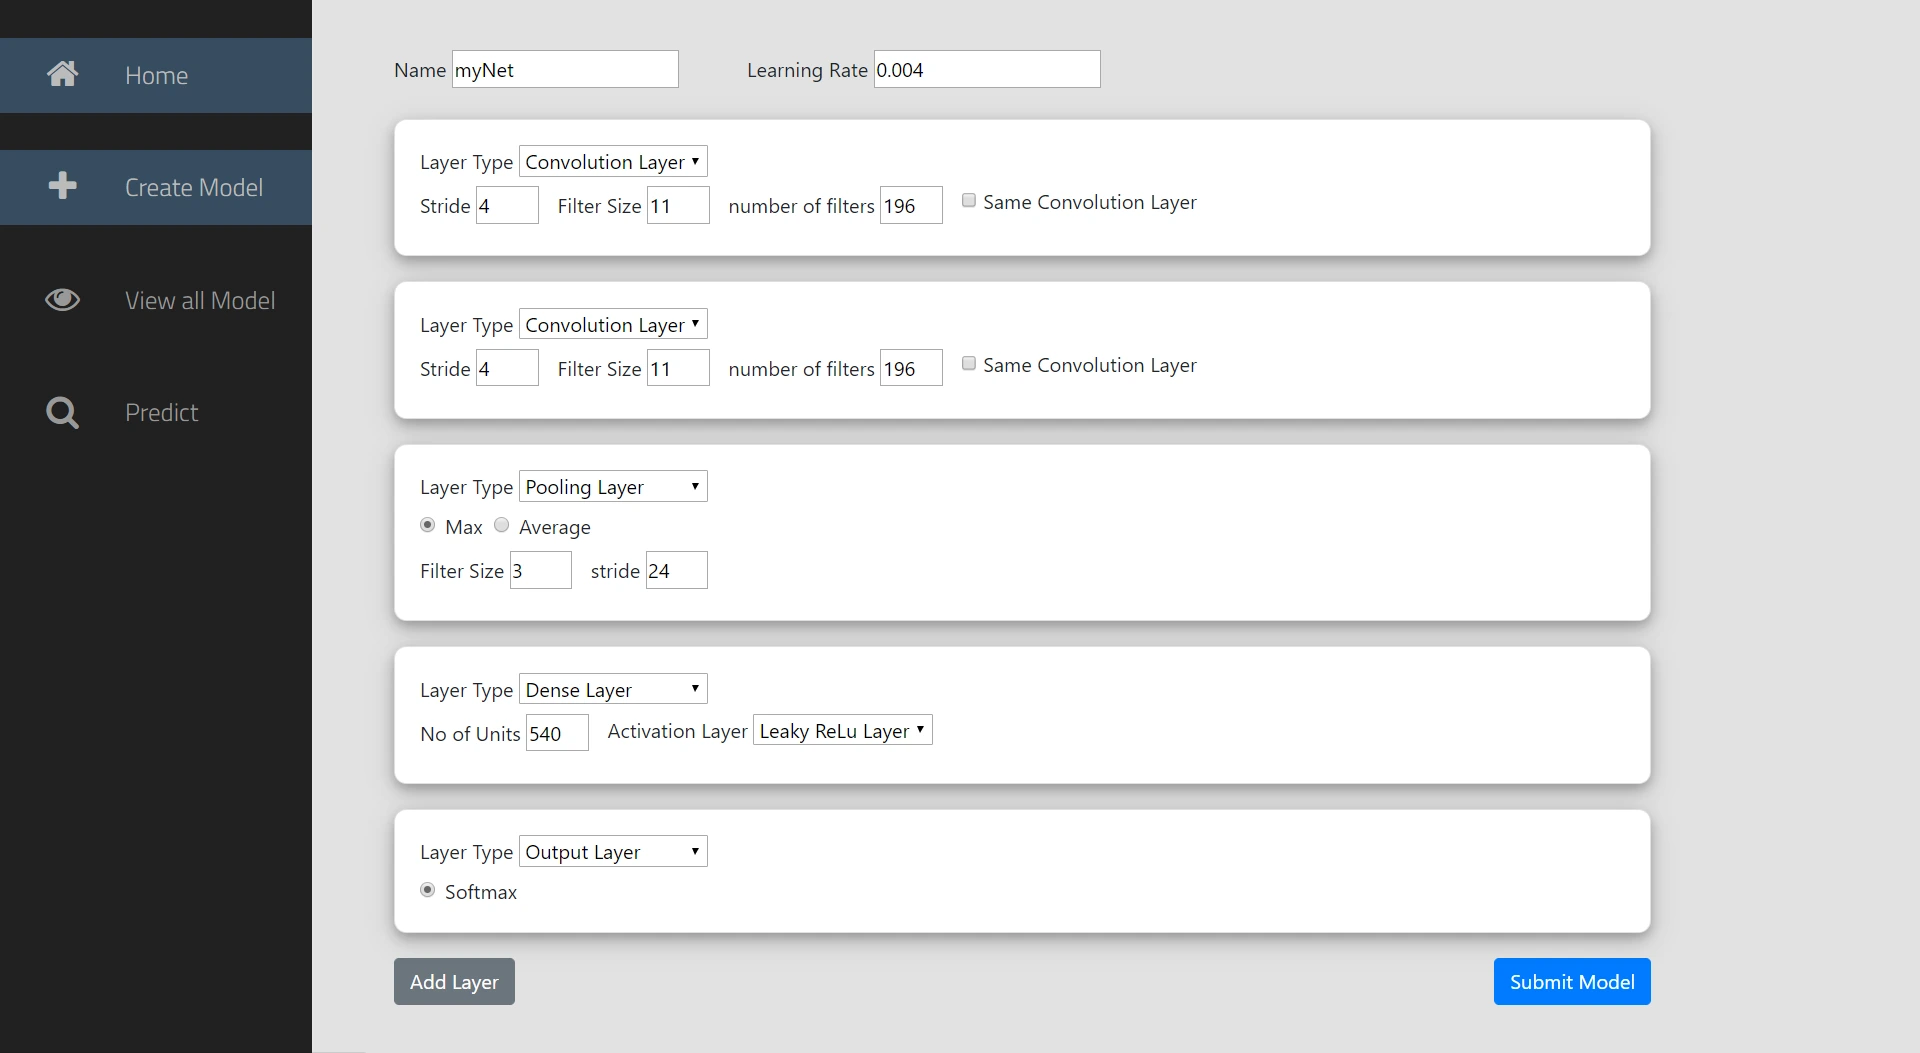 Home
Create Model
View all Model
Predict
Name myNet Learning Rate 0.004
Layer Type Convolution Layer
Stride 4 Filter Size 11 number of filters 196 Same Convolution Layer
Layer Type Convolution Layer
Stride 4 Filter Size 11 number of filters 196 Same Convolution Layer
Layer Type Pooling Layer
Max Average
Filter Size 3 stride 24
Layer Type Dense Layer
No of Units 540 Activation Layer Leaky ReLu Layer
Layer Type Output Layer
Softmax
Add Layer Submit Model